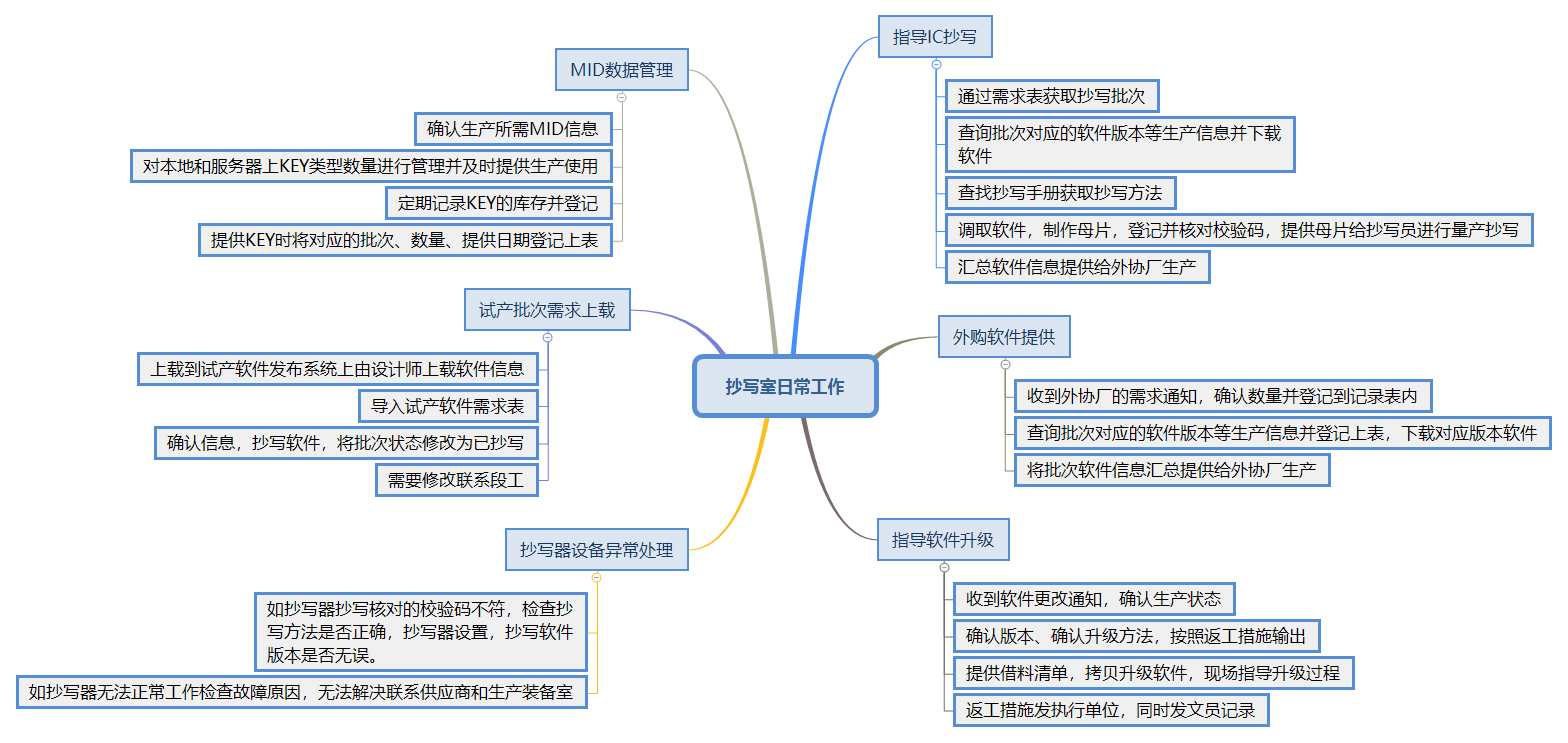 抄写室日常工作
指导IC抄写
通过需求表获取抄写批次
查询批次对应的软件版本等生产信息并下载
软件
查找抄写手册获取抄写方法
调取软件，制作母片，登记并核对校验码，提供母片给抄写员进行量产抄写
汇总软件信息提供给外协厂生产
外购软件提供
收到外协厂的需求通知，确认数量并登记到记录表内
查询批次对应的软件版本等生产信息并登记上表，下载对应版本软件
将批次软件信息汇总提供给外协厂生产
指导软件升级
收到软件更改通知，确认生产状态
确认版本、确认升级方法，按照返工措施输出
提供借料清单，拷贝升级软件，现场指导升级过程
返工措施发执行单位，同时发文员记录
MID数据管理
确认生产所需MID信息
对本地和服务器上KEY类型数量进行管理并及时提供生产使用
定期记录KEY的库存并登记
提供KEY时将对应的批次、数量、提供日期登记上表
试产批次需求上载
上载到试产软件发布系统上由设计师上载软件信息
导入试产软件需求表
确认信息，抄写软件，将批次状态修改为已抄写
需要修改联系段工
抄写器设备异常处理
如抄写器抄写核对的校验码不符，检查抄
写方法是否正确，抄写器设置，抄写软件
版本是否无误。
如抄写器无法正常工作检查故障原因，无法解决联系供应商和生产装备室